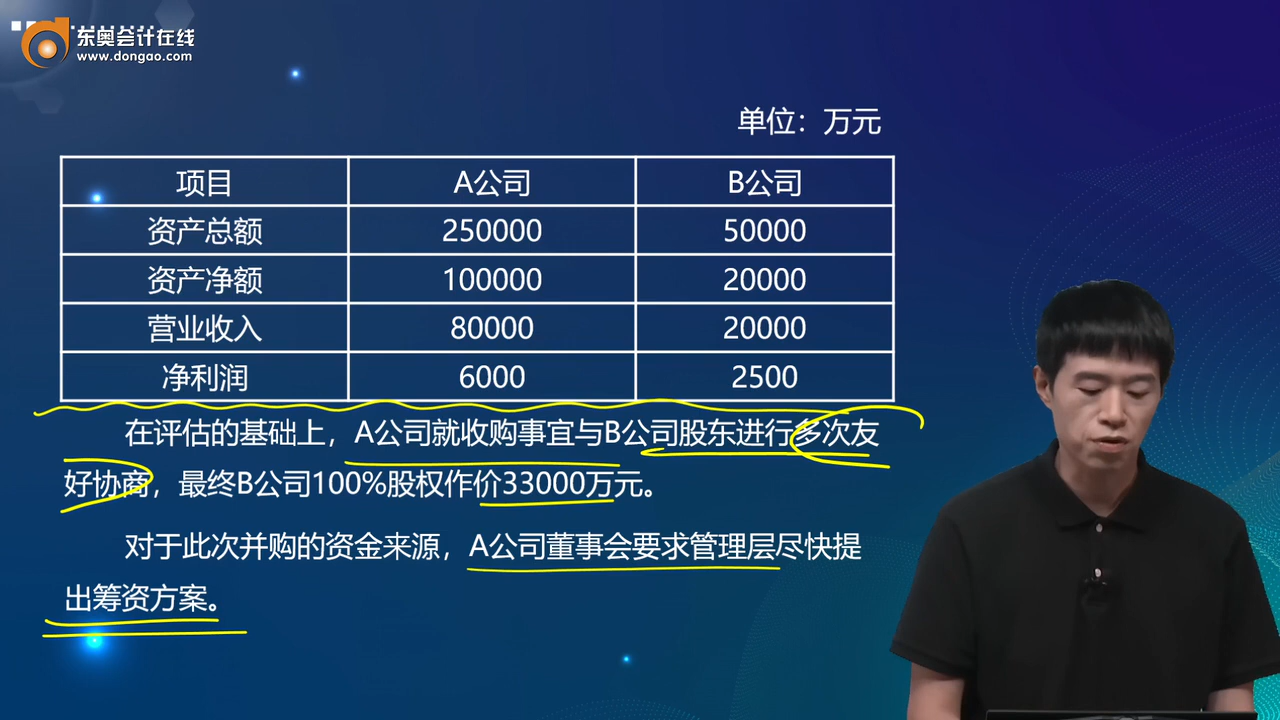 东奥会计在线
www.dongao.com
单位：万元
项目 A公司 B公司
资产总额 250000 50000
资产净额 100000 20000
营业收入 80000 20000
净利润 6000 2500
在评估的基础上，A公司就收购事宜与B公司股东进行多次友
好协商，最终B公司100%股权作价33000万元。
对于此次并购的资金来源，A公司董事会要求管理层尽快提
出筹资方案。